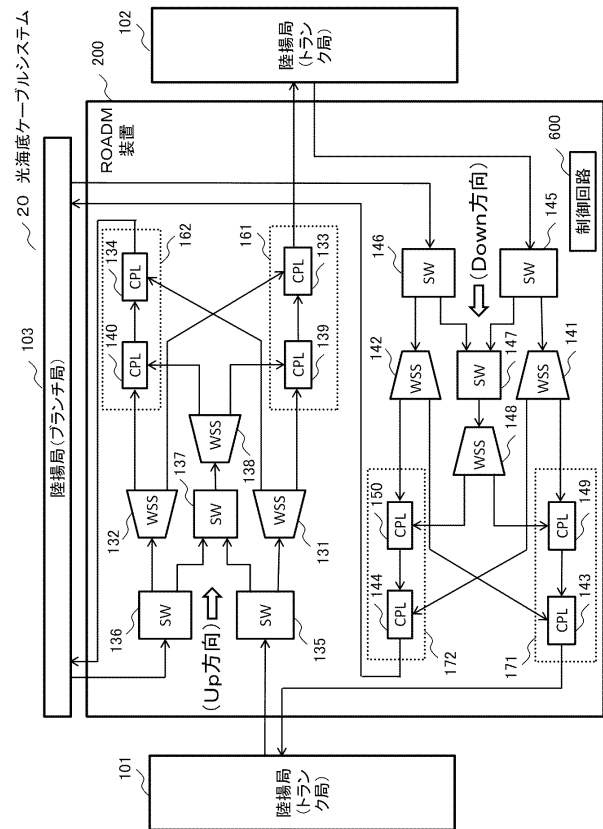 20 光海底ケーブルシステム
103
陸揚局(ブランチ局)
200
ROADM
装置
101
陸揚局
(トラン
ク局)
102
陸揚局
(トラン
ク局)
136
SW
132
WSS
140
CPL
134
CPL
162
137
SW
138
WSS
(Up方向)
135
SW
131
WSS
139
CPL
133
CPL
161
172
144
CPL
150
CPL
142
WSS
146
SW
148
WSS
147
SW
(Down方向)
171
143
CPL
149
CPL
141
WSS
145
SW
600
制御回路